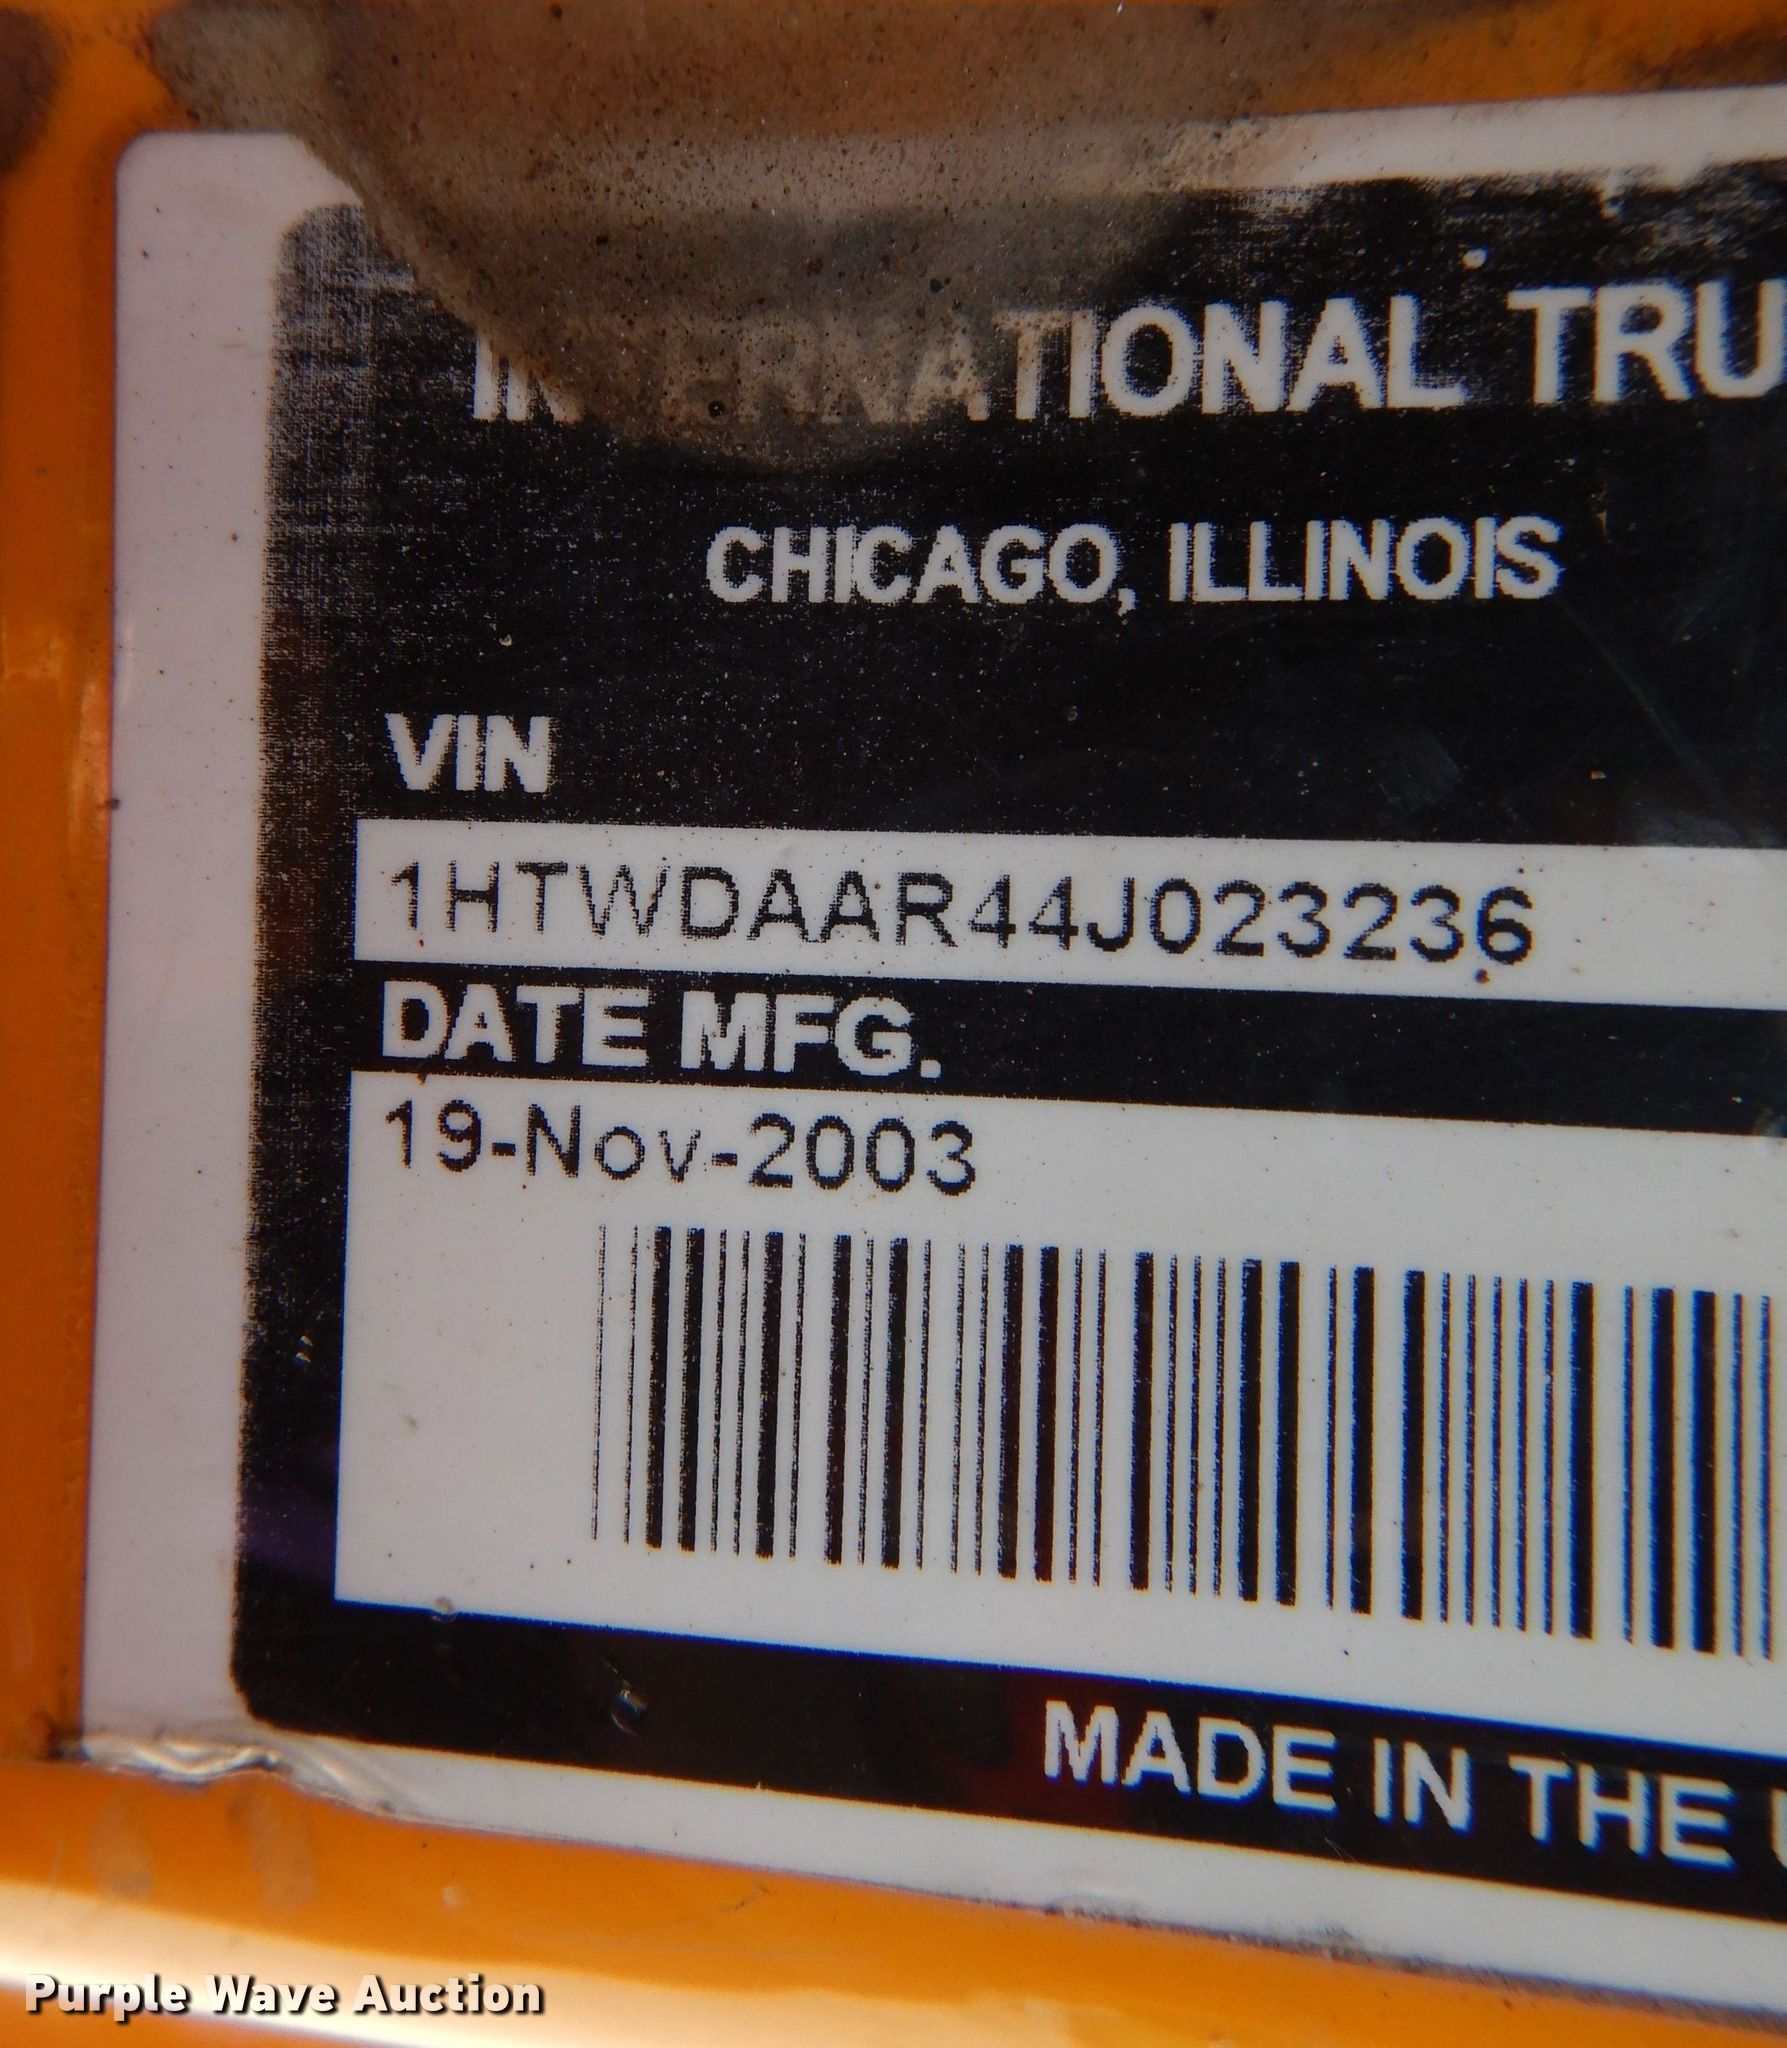 INTERNATIONAL TRU
CHICAGO, ILLINOIS
VIN
1HTWDAAR44J023236
DATE MFG.
19-Nov-2003
MADE IN THE U
Purple Wave Auction